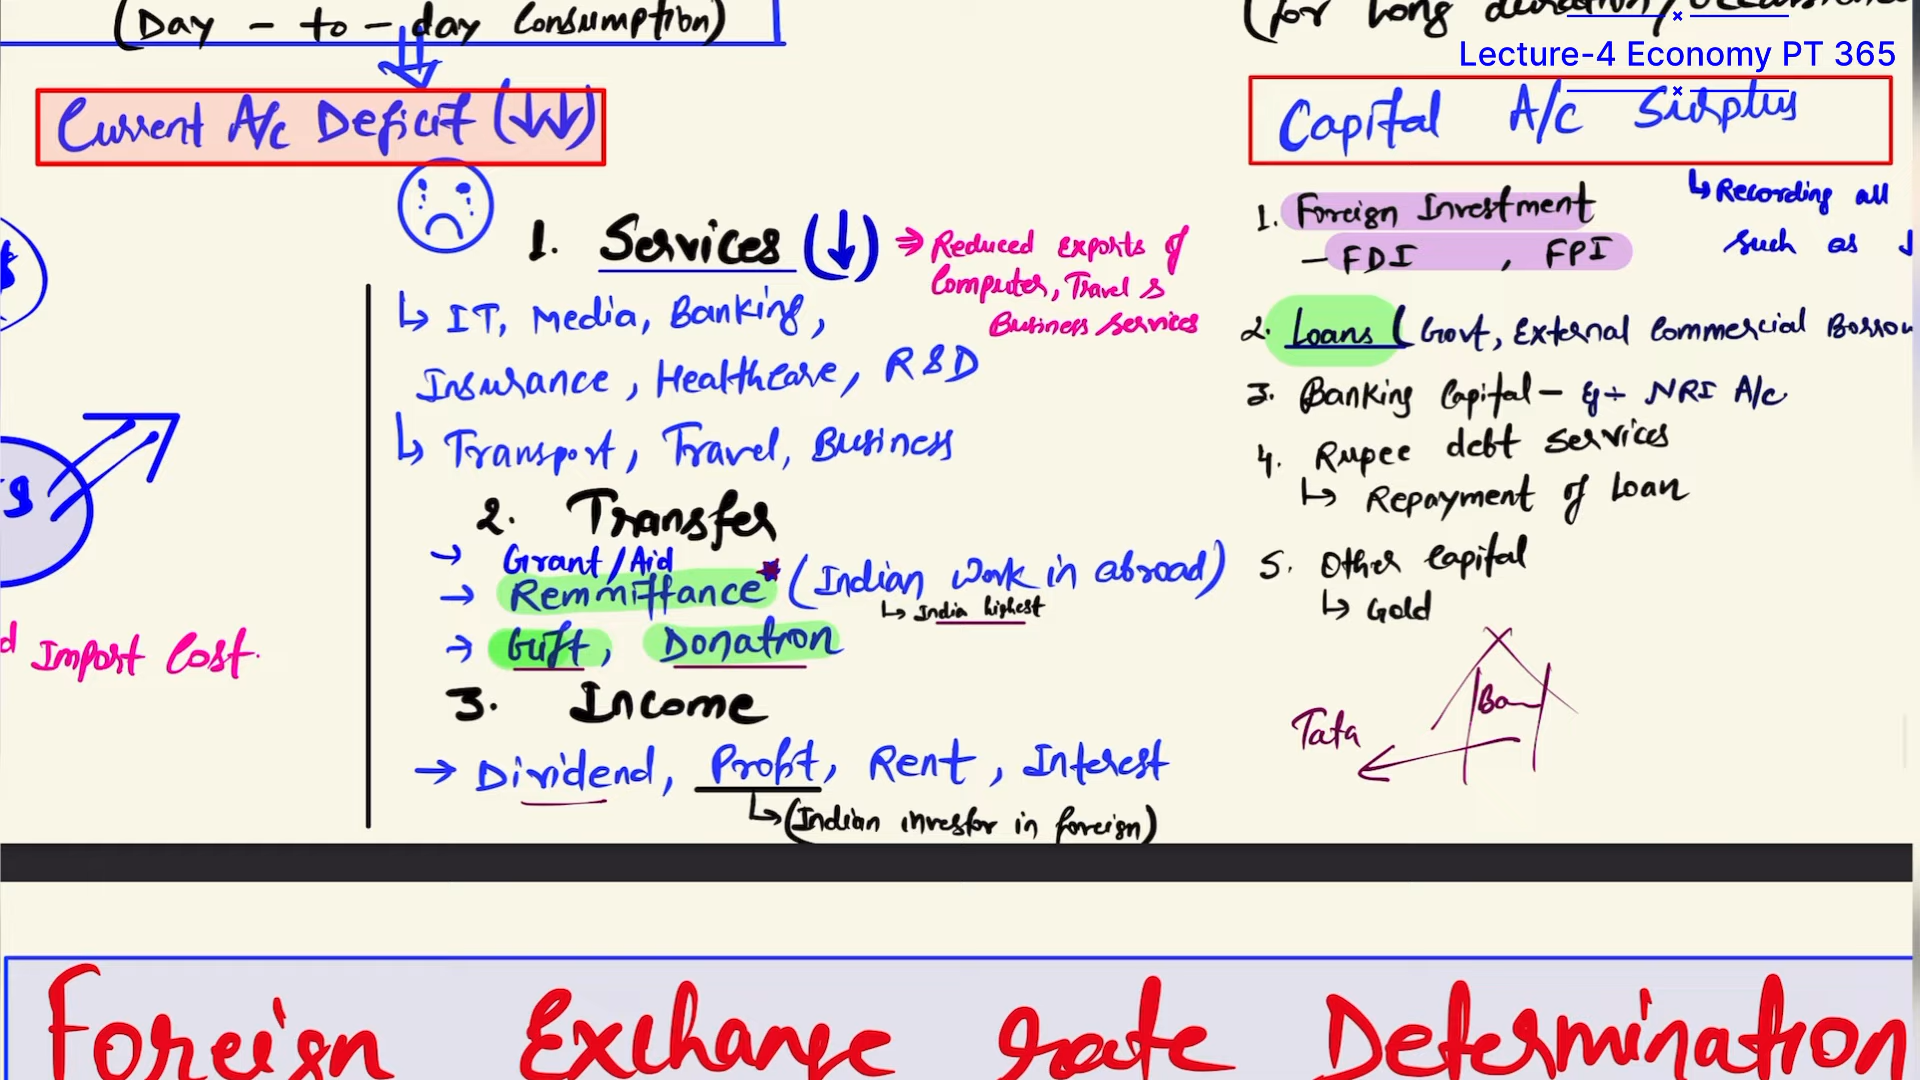 (Day - to - day Consumption)
(for long
Lecture-4 Economy PT 365
Current A/c Deficit (↓↓)
Capital A/c Surplus
1. Services (↓) ⇒ Reduced exports of
Computer, Travel &
Business Services
↳ IT, Media, Banking,
Insurance, Healthcare, R&D
↳ Transport, Travel, Business
2. Transfer
→ Grant/Aid
→ Remmittance* (Indian work in abroad)
↳ India highest
→ Gift, Donation
3. Income
→ Dividend, Profit, Rent, Interest
↳ (Indian investor in foreign)
Import Cost.
↳ Recording all
such as
1. Foreign Investment
- FDI, FPI
2. Loans (Govt, External Commercial
3. Banking Capital - NRI A/c
4. Rupee debt services
↳ Repayment of loan
5. Other Capital
↳ Gold
Tata
Foreign Exchange rate Determination